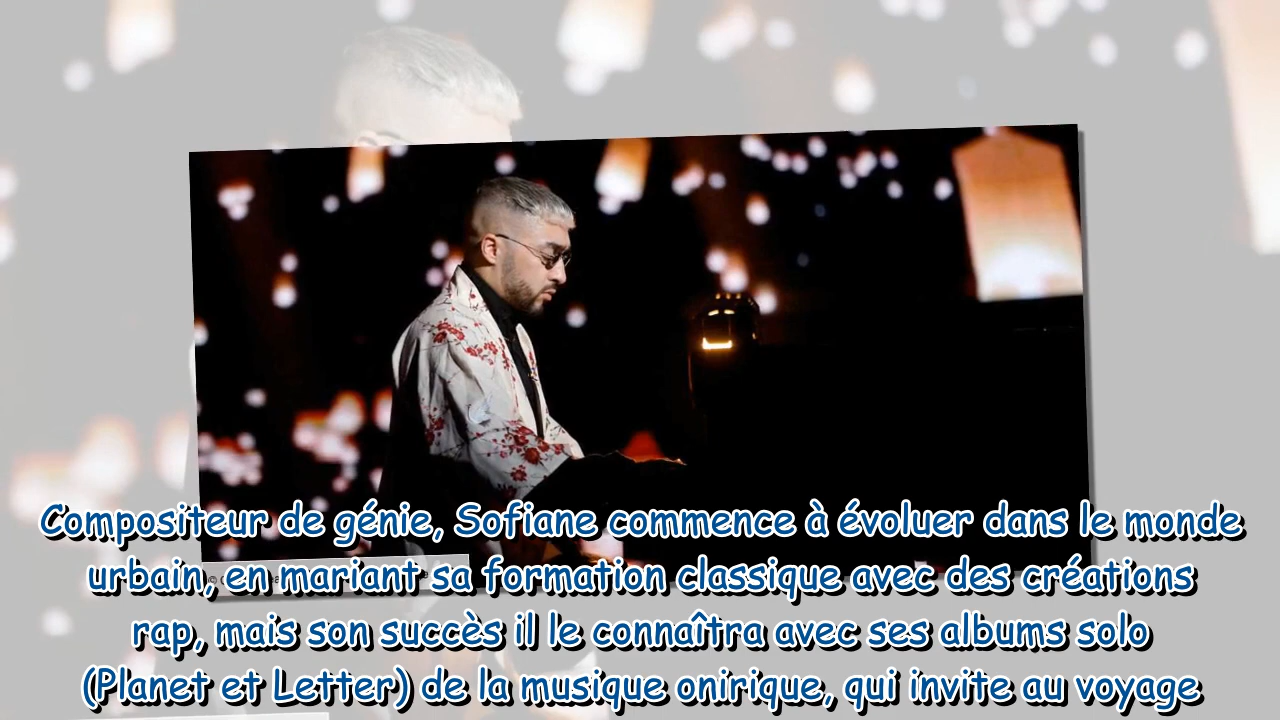 Compositeur de génie, Sofiane commence à évoluer dans le monde
urbain, en mariant sa formation classique avec des créations
rap, mais son succès il le connaîtra avec ses albums solo
(Planet et Letter) de la musique onirique, qui invite au voyage